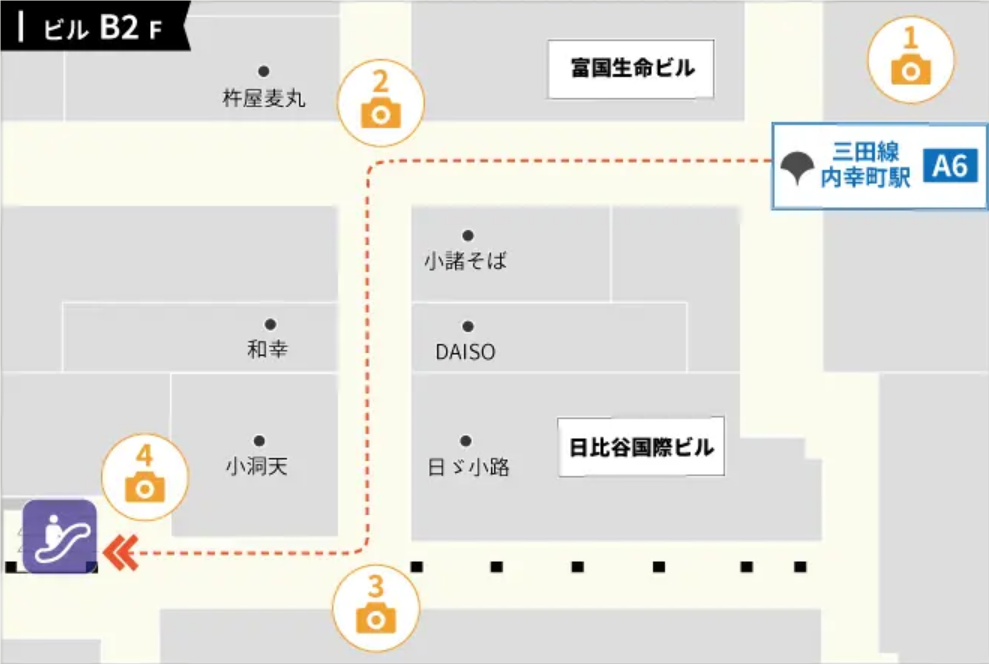 ビル B2 F
1
富国生命ビル
2
杵屋麦丸
三田線
内幸町駅
A6
小諸そば
和幸
DAISO
日比谷国際ビル
4
小洞天
日ゞ小路
3